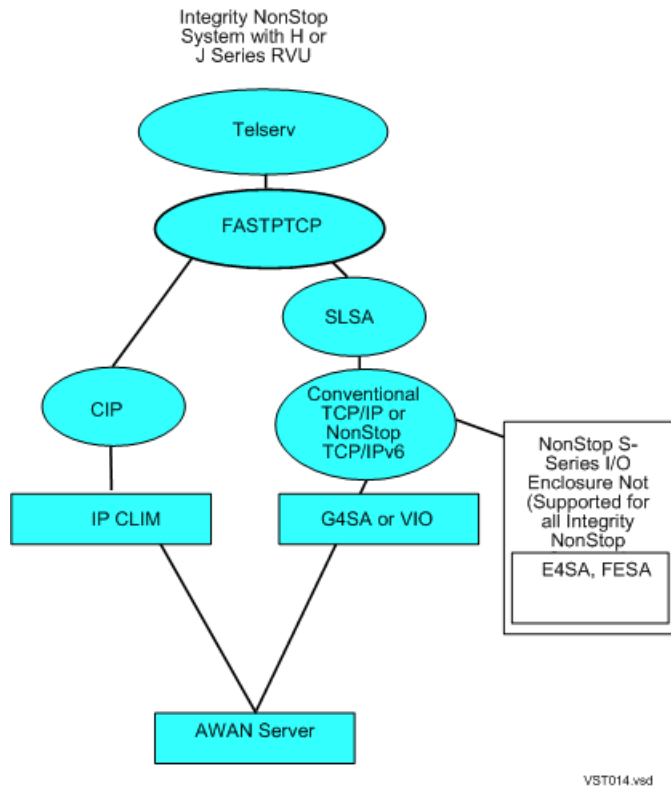 Integrity NonStop
System with H or
J Series RVU
Telserv
FASTPTCP
SLSA
CIP
Conventional
TCP/IP or
NonStop
TCP/IPv6
NonStop S-
Series I/O
Enclosure Not
(Supported for
all Integrity
NonStop
E4SA, FESA
IP CLIM
G4SA or VIO
AWAN Server
VST014.vsd